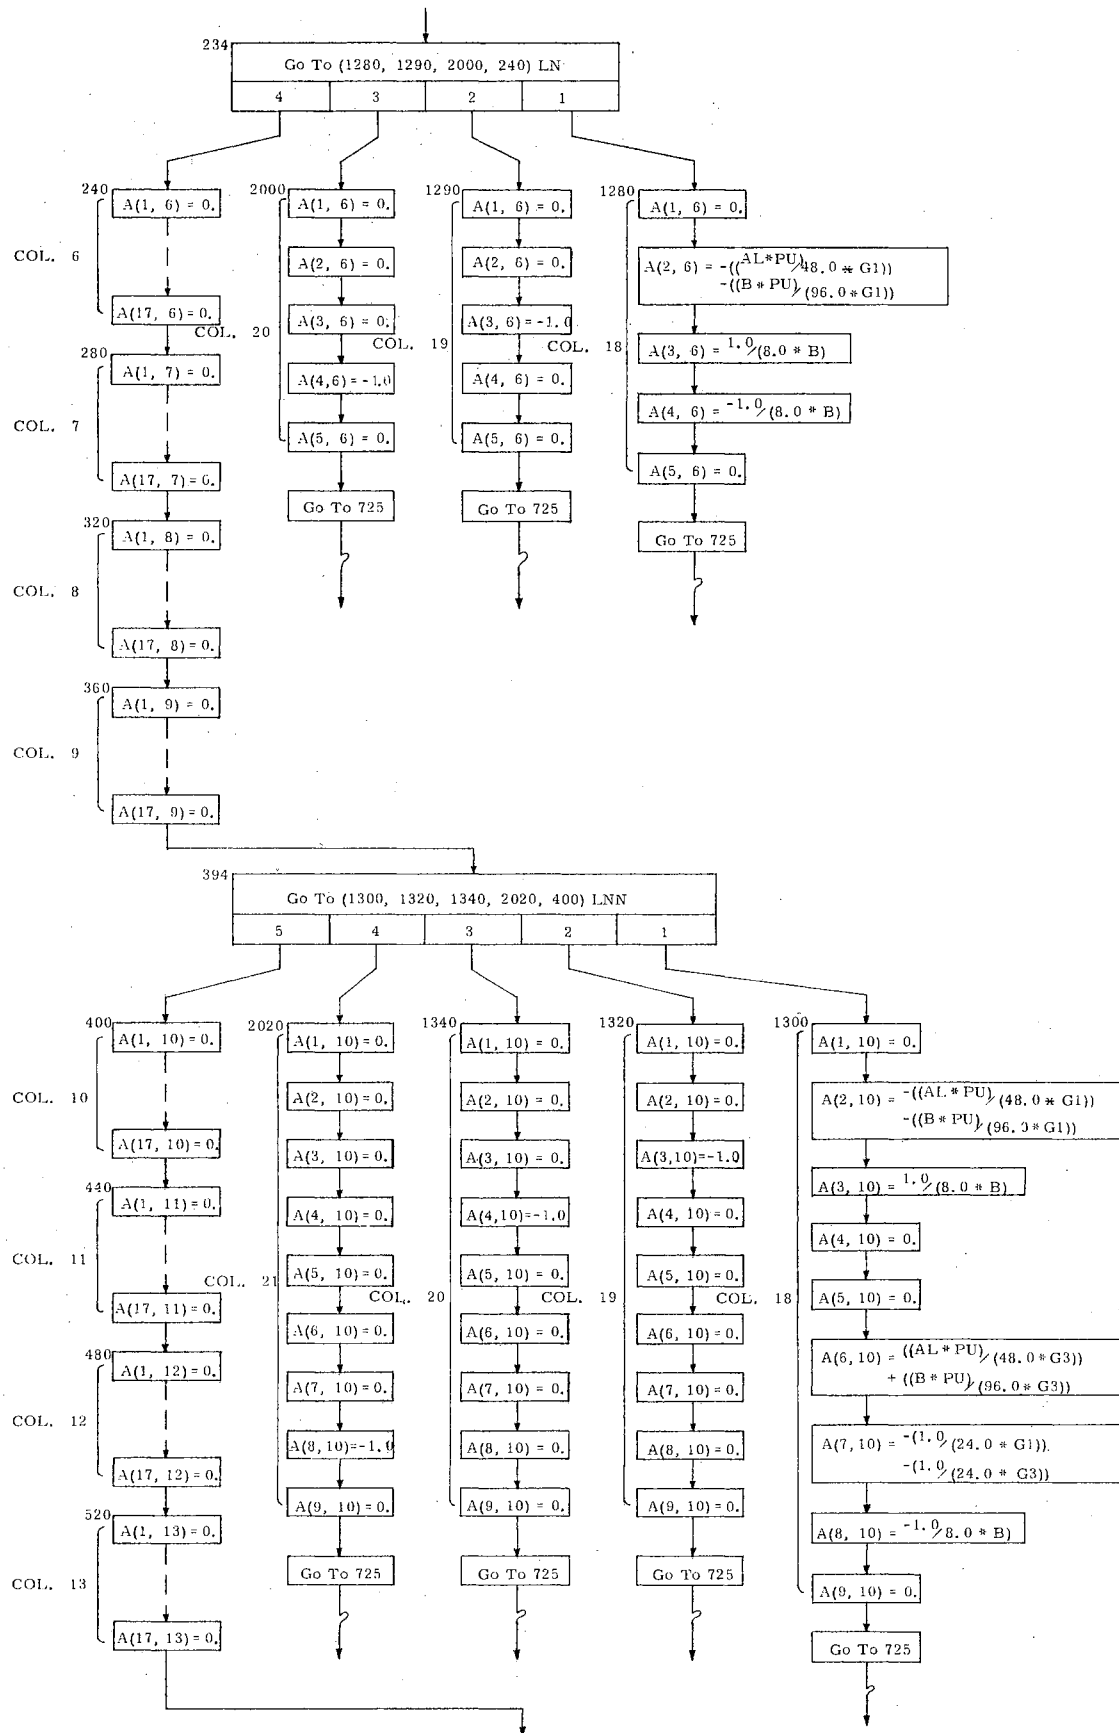 234
Go To (1280, 1290, 2000, 240) LN
4 3 2 1
240
A(1, 6) = 0.
COL. 6
A(17, 6) = 0.
280
A(1, 7) = 0.
COL. 7
A(17, 7) = 0.
320
A(1, 8) = 0.
COL. 8
A(17, 8) = 0.
360
A(1, 9) = 0.
COL. 9
A(17, 9) = 0.
2000
A(1, 6) = 0.
A(2, 6) = 0.
A(3, 6) = 0.
COL. 20
A(4,6) = -1.0
A(5, 6) = 0.
Go To 725
1290
A(1, 6) = 0.
A(2, 6) = 0.
A(3, 6) = -1.0
COL. 19
A(4, 6) = 0.
A(5, 6) = 0.
Go To 725
1280
A(1, 6) = 0.
A(2, 6) = -((AL*PU)/48.0 * G1))
-((B * PU)/(96.0 * G1))
A(3, 6) = 1.0/(8.0 * B)
COL. 18
A(4, 6) = -1.0/(8.0 * B)
A(5, 6) = 0.
Go To 725
394
Go To (1300, 1320, 1340, 2020, 400) LNN
5 4 3 2 1
400
A(1, 10) = 0.
COL. 10
A(17, 10) = 0.
440
A(1, 11) = 0.
COL. 11
A(17, 11) = 0.
480
A(1, 12) = 0.
COL. 12
A(17, 12) = 0.
520
A(1, 13) = 0.
COL. 13
A(17, 13) = 0.
2020
A(1, 10) = 0.
A(2, 10) = 0.
A(3, 10) = 0.
A(4, 10) = 0.
COL. 21
A(5, 10) = 0.
A(6, 10) = 0.
A(7, 10) = 0.
A(8, 10) = -1.0
A(9, 10) = 0.
Go To 725
1340
A(1, 10) = 0.
A(2, 10) = 0.
A(3, 10) = 0.
A(4,10) = -1.0
A(5, 10) = 0.
COL. 20
A(6, 10) = 0.
A(7, 10) = 0.
A(8, 10) = 0.
A(9, 10) = 0.
Go To 725
1320
A(1, 10) = 0.
A(2, 10) = 0.
A(3,10) = -1.0
A(4, 10) = 0.
A(5, 10) = 0.
COL. 19
A(6, 10) = 0.
A(7, 10) = 0.
A(8, 10) = 0.
A(9, 10) = 0.
Go To 725
1300
A(1, 10) = 0.
A(2, 10) = -((AL * PU)/(48.0 * G1))
-((B * PU)/(96.0 * G1))
A(3, 10) = 1.0/(8.0 * B)
A(4, 10) = 0.
A(5, 10) = 0.
COL. 18
A(6, 10) = ((AL * PU)/(48.0 * G3))
+ ((B * PU)/(96.0 * G3))
A(7, 10) = -(1.0/(24.0 * G1))
-(1.0/(24.0 * G3))
A(8, 10) = -1.0/8.0 * B)
A(9, 10) = 0.
Go To 725